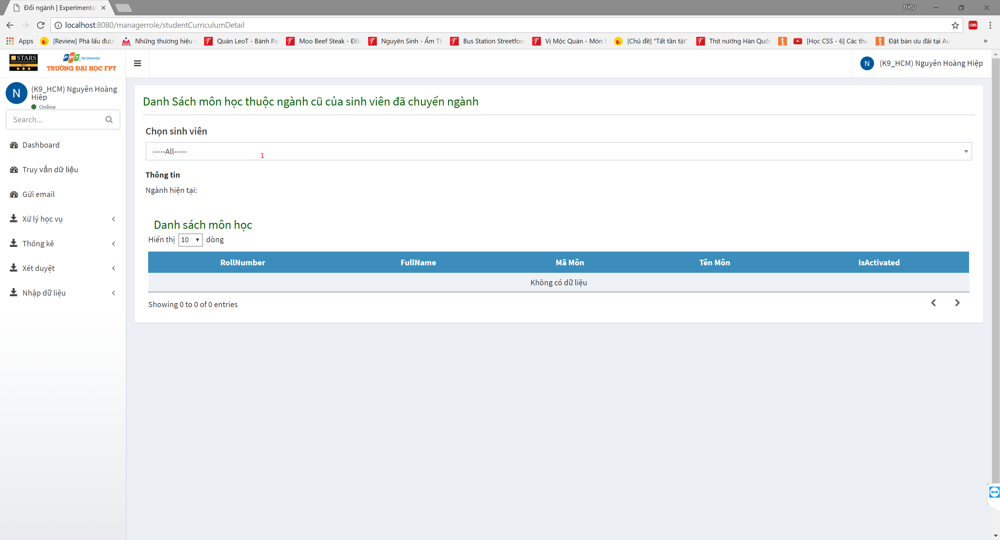 Đổi ngành | Experimenta
Hiệp
localhost:8080/managerrole/studentCurriculumDetail
CORS
Apps
[Review] Phá lấu đượ
Những thương hiệu
Quán LeoT - Bánh Pa
Moo Beef Steak - Đồ
Nguyên Sinh - Ẩm Th
Bus Station Streetfoo
Vị Mộc Quán - Món
[Chủ đề] “Tất tần tật”
Thịt nướng Hàn Quốc
[Học CSS - 6] Các thu
Đặt bàn ưu đãi tại Au
»
STARS
RATED FOR EXCELLENCE
2012
FPT Fpt University
TRƯỜNG ĐẠI HỌC FPT
N
(K9_HCM) Nguyễn Hoàng Hiệp
N
(K9_HCM) Nguyễn Hoàng
Hiệp
Online
Search...
Dashboard
Truy vấn dữ liệu
Gửi email
Xử lý học vụ
Thống kê
Xét duyệt
Nhập dữ liệu
Danh Sách môn học thuộc ngành cũ của sinh viên đã chuyển ngành
Chọn sinh viên
-----All-----
1
Thông tin
Ngành hiện tại:
Danh sách môn học
Hiển thị 10 dòng
RollNumber FullName Mã Môn Tên Môn IsActivated
Không có dữ liệu
Showing 0 to 0 of 0 entries